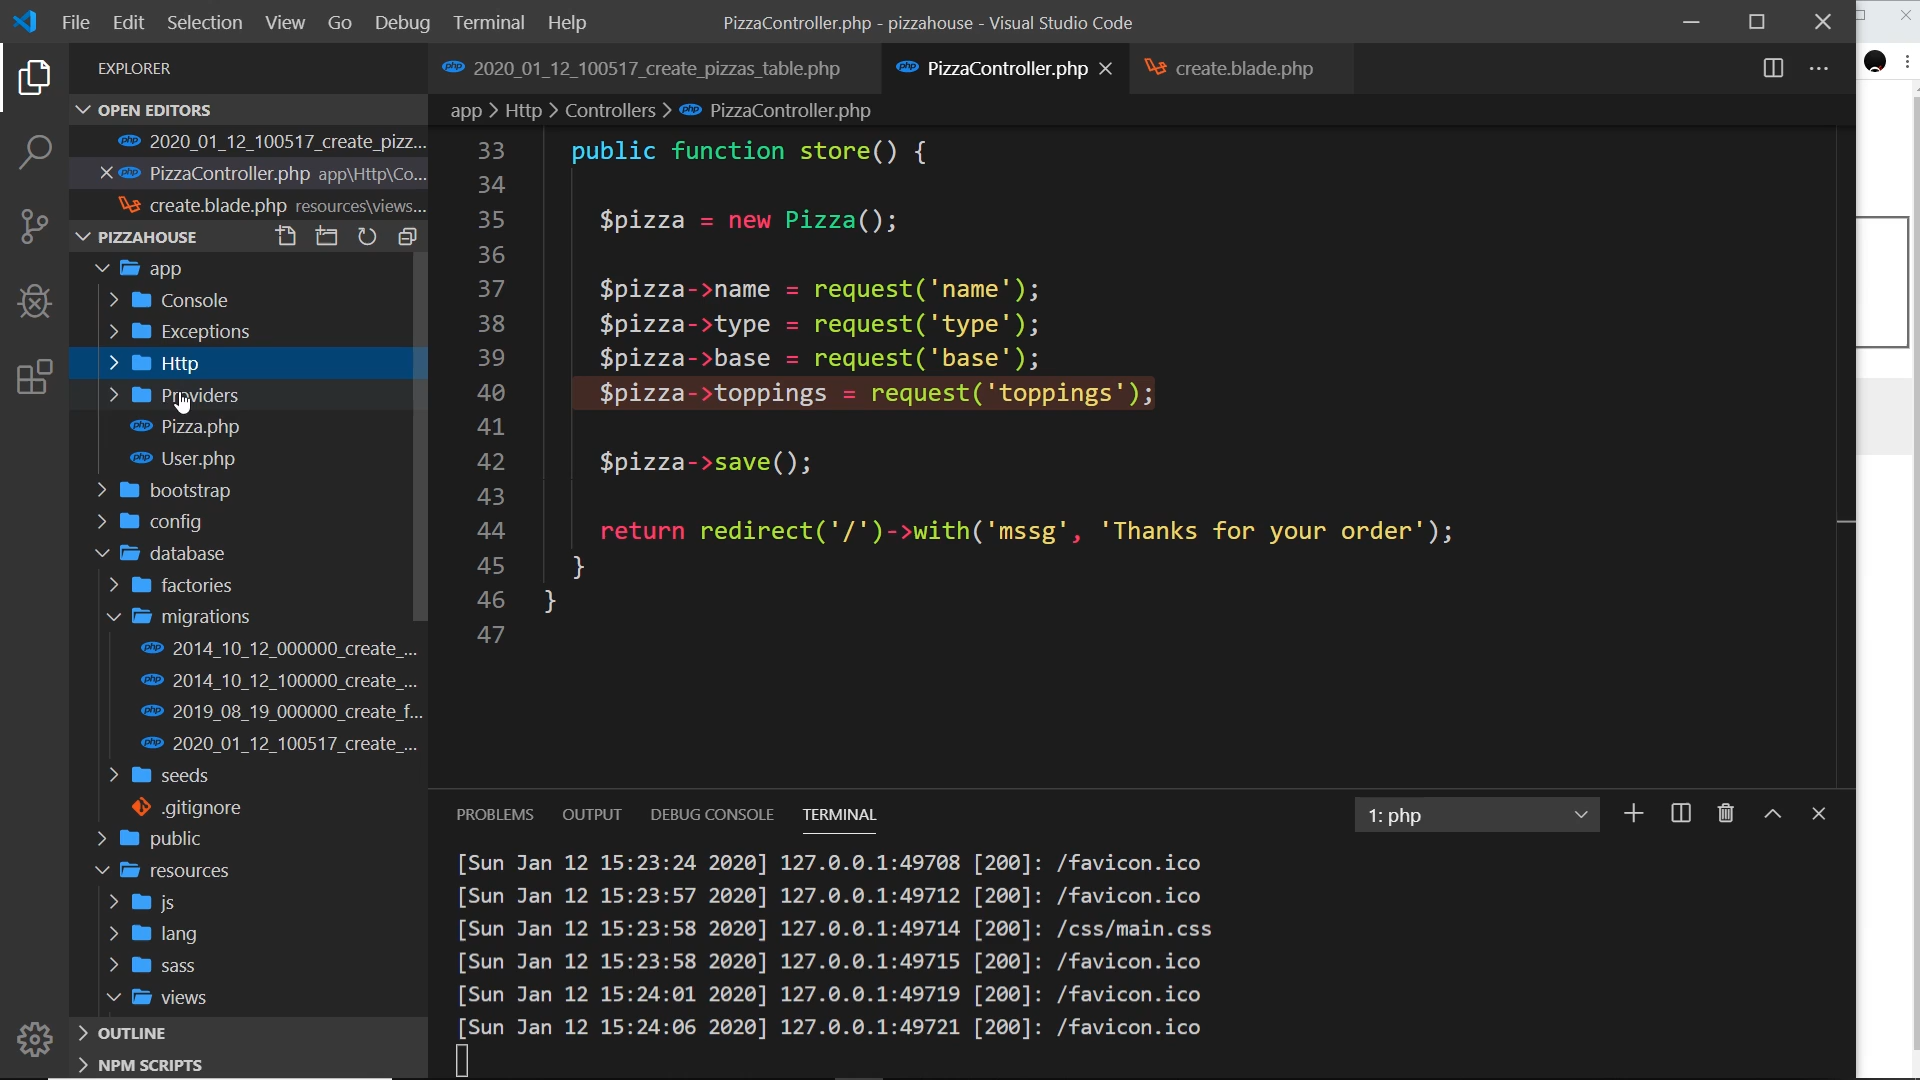 File Edit Selection View Go Debug Terminal Help
PizzaController.php - pizzahouse - Visual Studio Code
EXPLORER
OPEN EDITORS
2020_01_12_100517_create_pizz...
PizzaController.php app\Http\Co...
create.blade.php resources\views...
PIZZAHOUSE
app
Console
Exceptions
Http
Providers
Pizza.php
User.php
bootstrap
config
database
factories
migrations
2014_10_12_000000_create_...
2014_10_12_100000_create_...
2019_08_19_000000_create_f...
2020_01_12_100517_create_...
seeds
.gitignore
public
resources
js
lang
sass
views
OUTLINE
NPM SCRIPTS
2020_01_12_100517_create_pizzas_table.php PizzaController.php create.blade.php
app > Http > Controllers > PizzaController.php
33 public function store() {
34
35 $pizza = new Pizza();
36
37 $pizza->name = request('name');
38 $pizza->type = request('type');
39 $pizza->base = request('base');
40 $pizza->toppings = request('toppings');
41
42 $pizza->save();
43
44 return redirect('/')->with('mssg', 'Thanks for your order');
45 }
46 }
47
PROBLEMS OUTPUT DEBUG CONSOLE TERMINAL 1: php
[Sun Jan 12 15:23:24 2020] 127.0.0.1:49708 [200]: /favicon.ico
[Sun Jan 12 15:23:57 2020] 127.0.0.1:49712 [200]: /favicon.ico
[Sun Jan 12 15:23:58 2020] 127.0.0.1:49714 [200]: /css/main.css
[Sun Jan 12 15:23:58 2020] 127.0.0.1:49715 [200]: /favicon.ico
[Sun Jan 12 15:24:01 2020] 127.0.0.1:49719 [200]: /favicon.ico
[Sun Jan 12 15:24:06 2020] 127.0.0.1:49721 [200]: /favicon.ico